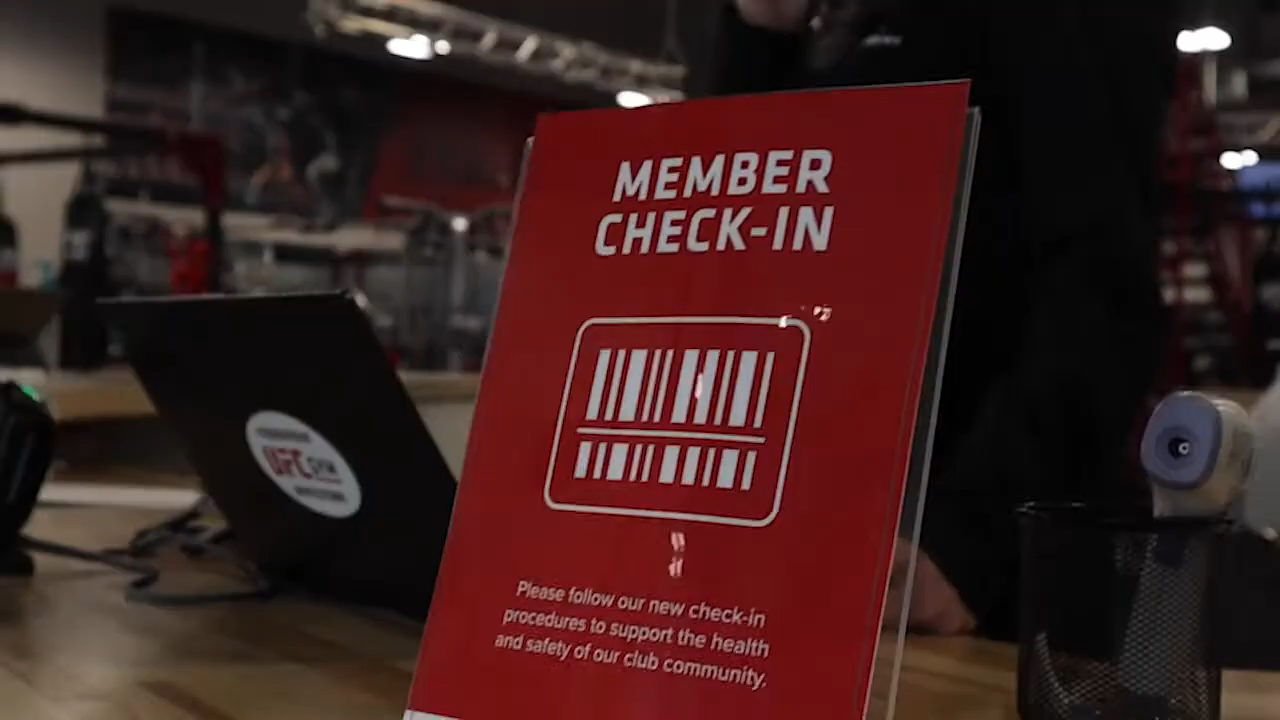 MEMBER
CHECK-IN
Please follow our new check-in
procedures to support the health
and safety of our club community.
UFC GYM